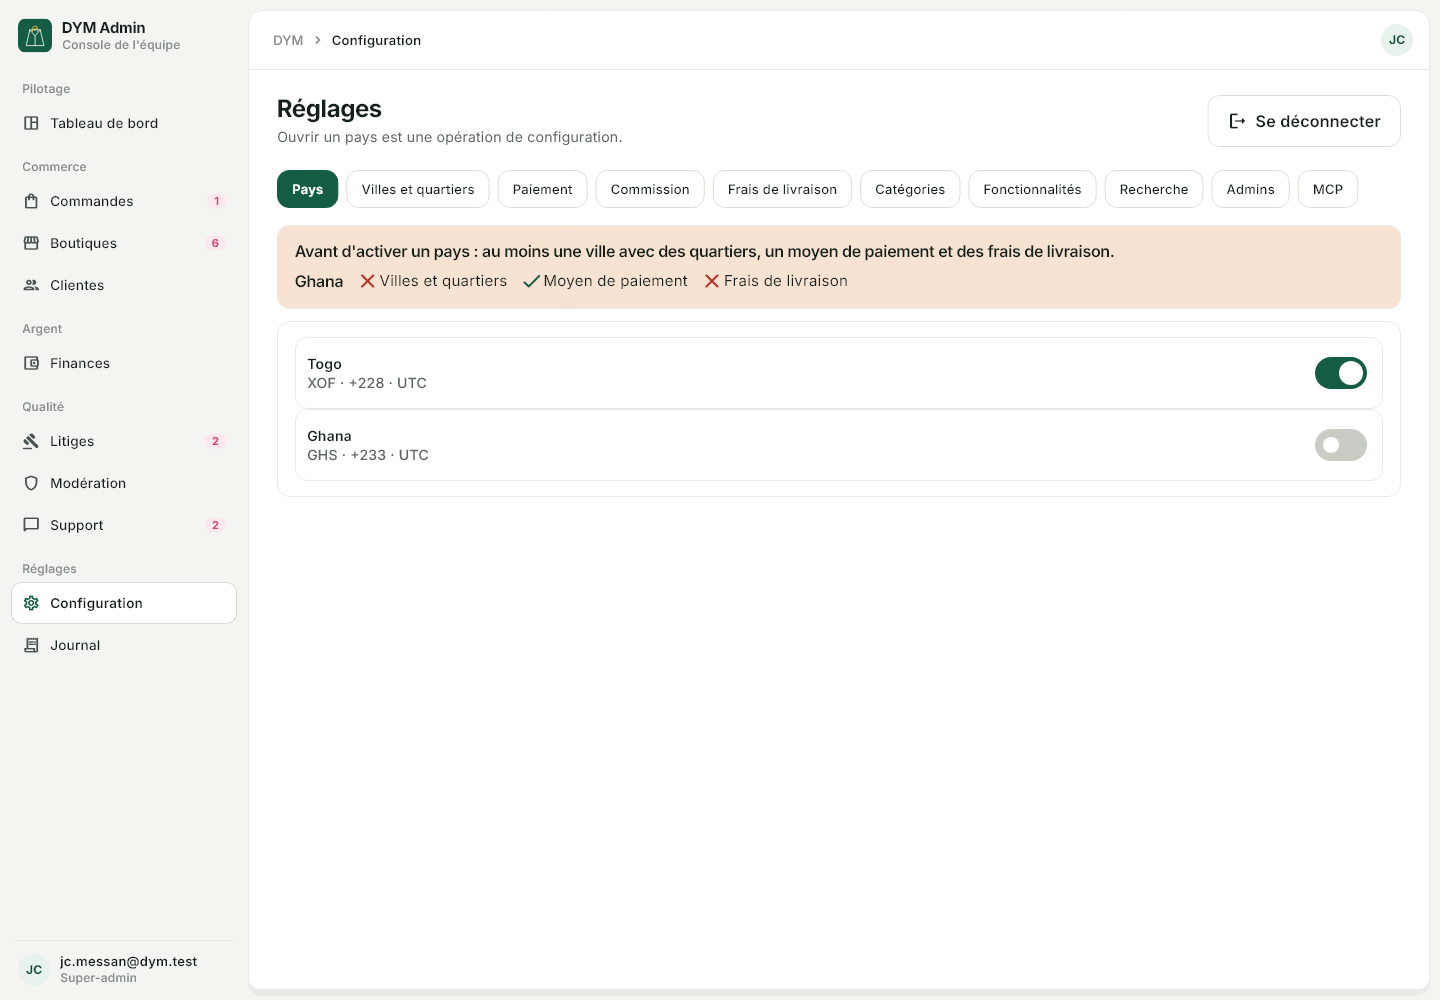 DYM Admin
Console de l'équipe
Pilotage
Tableau de bord
Commerce
Commandes 1
Boutiques 6
Clientes
Argent
Finances
Qualité
Litiges 2
Modération
Support 2
Réglages
Configuration
Journal
JC
jc.messan@dym.test
Super-admin
DYM > Configuration
JC
Réglages
Ouvrir un pays est une opération de configuration.
Se déconnecter
Pays Villes et quartiers Paiement Commission Frais de livraison Catégories Fonctionnalités Recherche Admins MCP
Avant d'activer un pays : au moins une ville avec des quartiers, un moyen de paiement et des frais de livraison.
Ghana Villes et quartiers Moyen de paiement Frais de livraison
Togo
XOF · +228 · UTC
Ghana
GHS · +233 · UTC